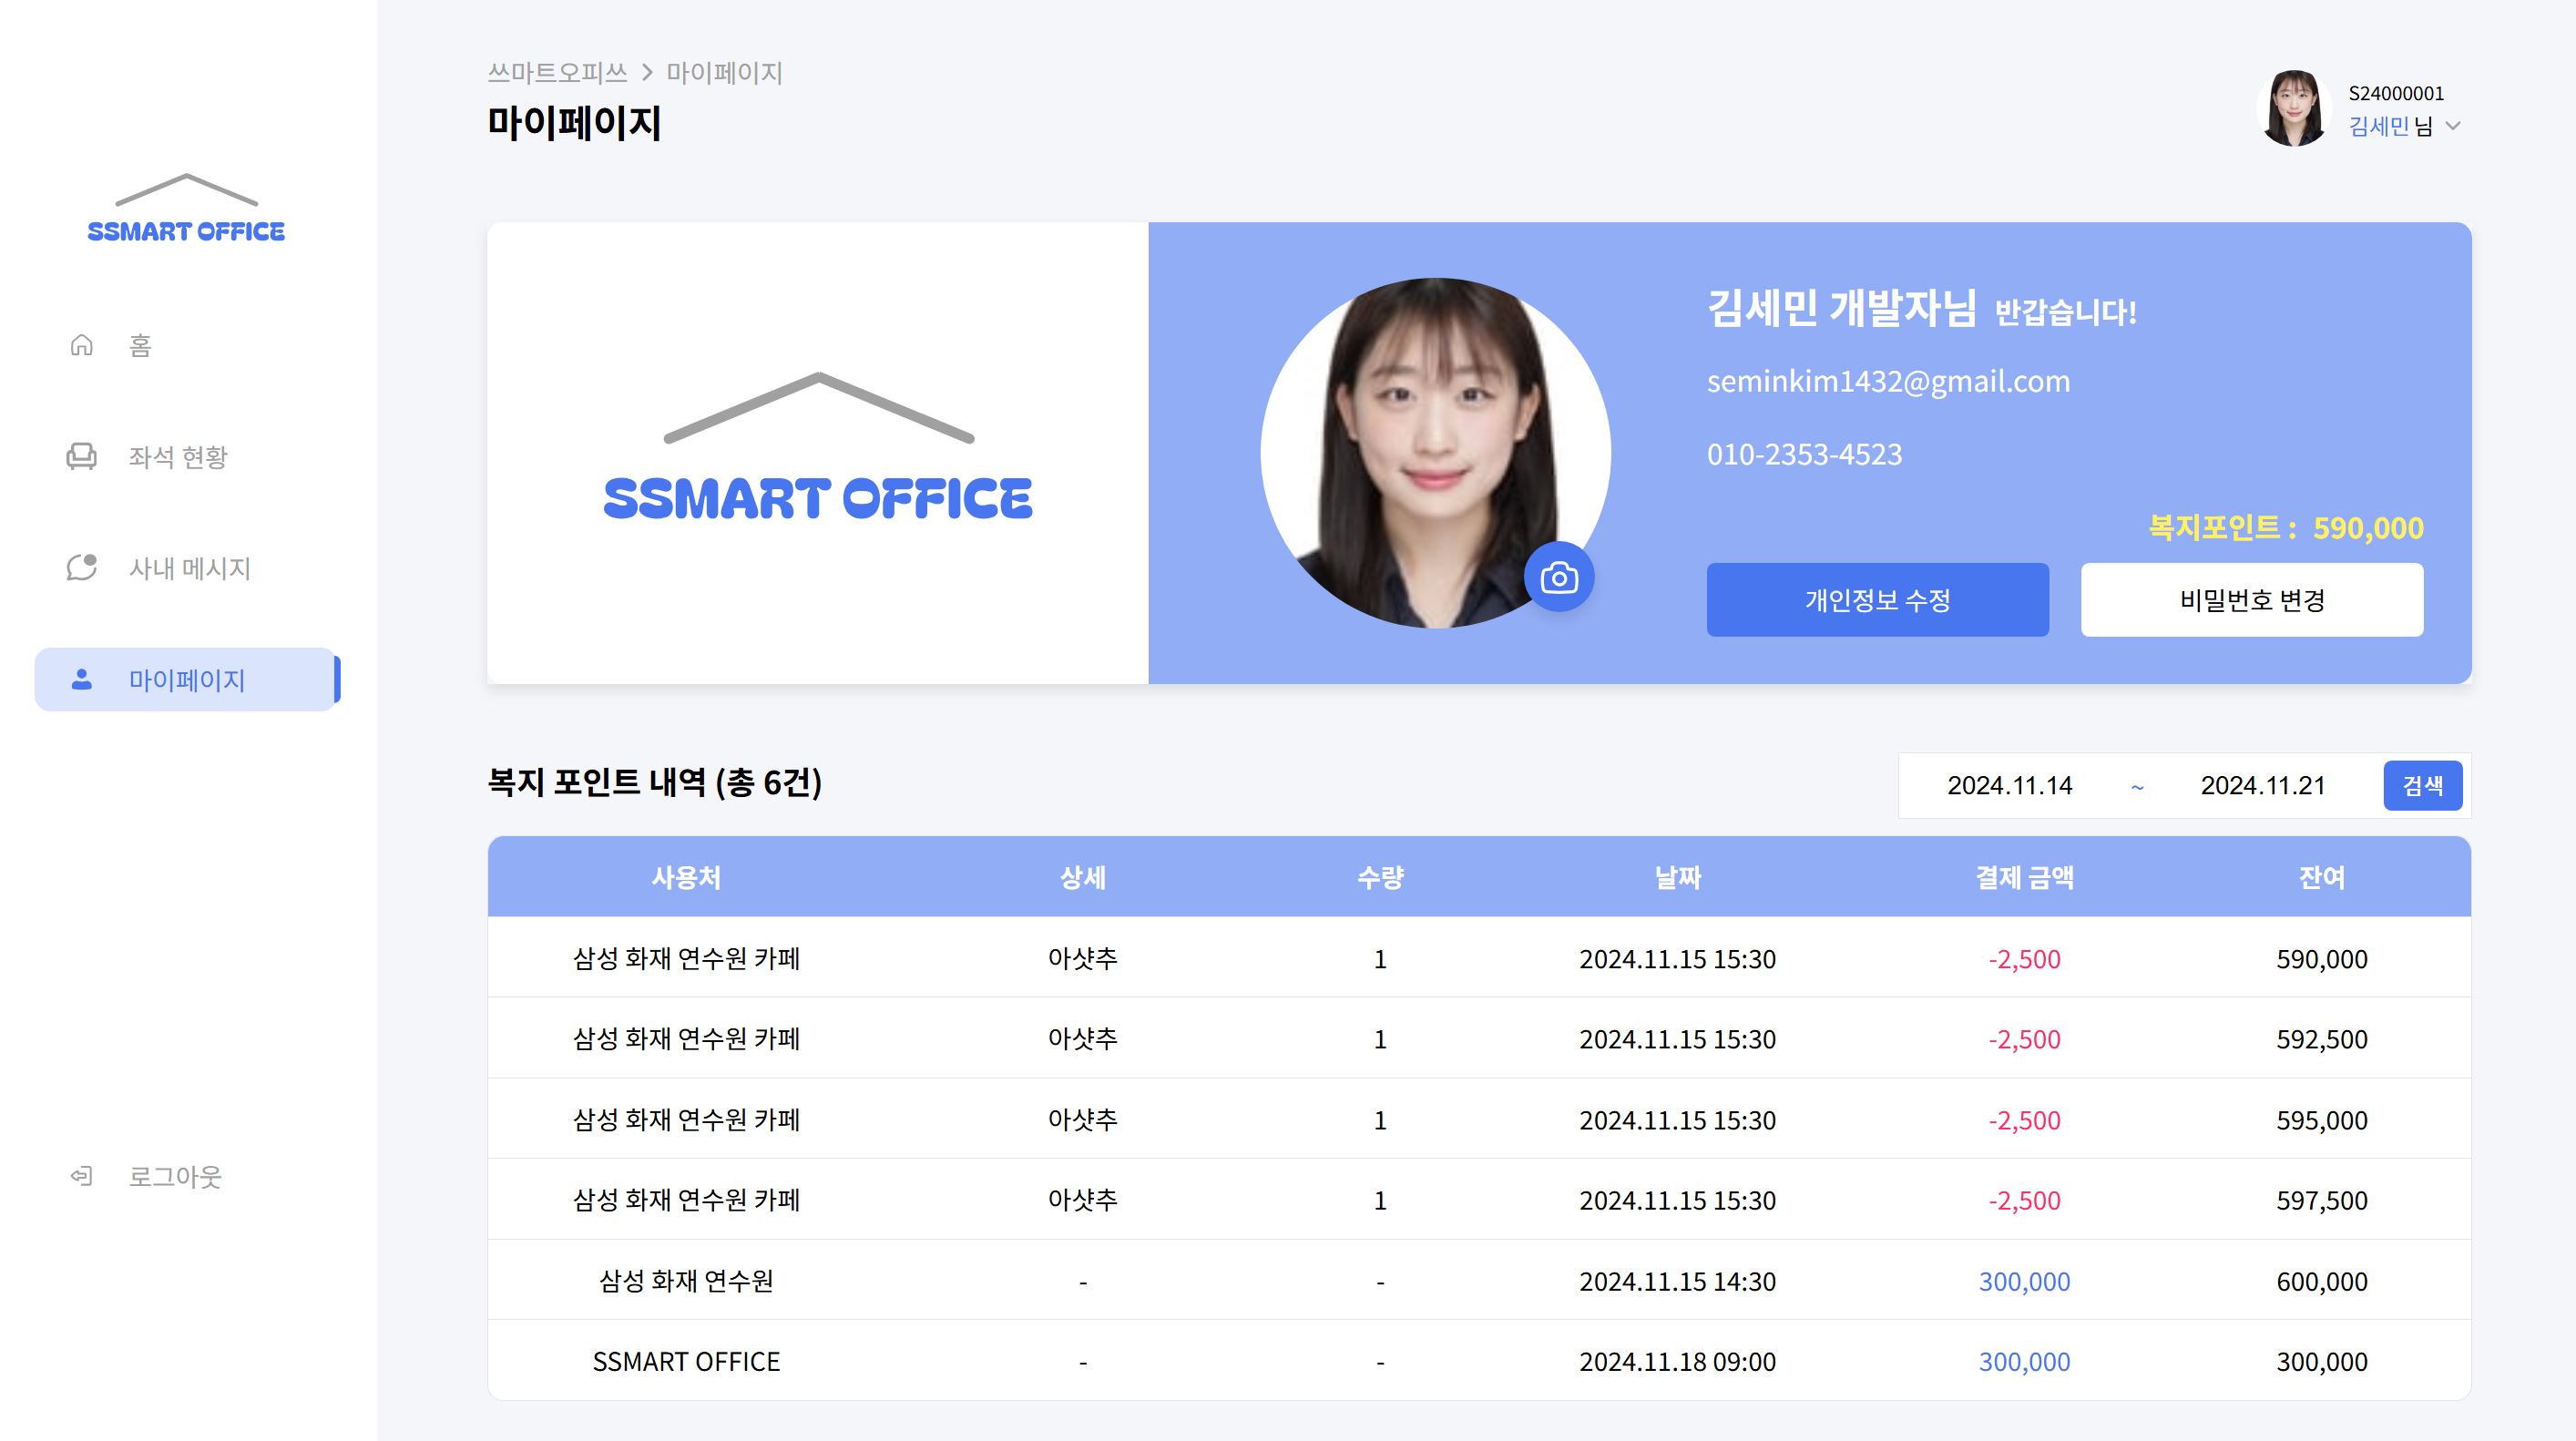 쓰마트오피쓰 > 마이페이지
마이페이지
S24000001
김세민 님
SSMART OFFICE
홈
좌석 현황
사내 메시지
마이페이지
로그아웃
SSMART OFFICE
김세민 개발자님 반갑습니다!
seminkim1432@gmail.com
010-2353-4523
복지포인트 : 590,000
개인정보 수정 비밀번호 변경
복지 포인트 내역 (총 6건)
2024.11.14 ~ 2024.11.21 검색
사용처 상세 수량 날짜 결제 금액 잔여
삼성 화재 연수원 카페 아샷추 1 2024.11.15 15:30 -2,500 590,000
삼성 화재 연수원 카페 아샷추 1 2024.11.15 15:30 -2,500 592,500
삼성 화재 연수원 카페 아샷추 1 2024.11.15 15:30 -2,500 595,000
삼성 화재 연수원 카페 아샷추 1 2024.11.15 15:30 -2,500 597,500
삼성 화재 연수원 - - 2024.11.15 14:30 300,000 600,000
SSMART OFFICE - - 2024.11.18 09:00 300,000 300,000